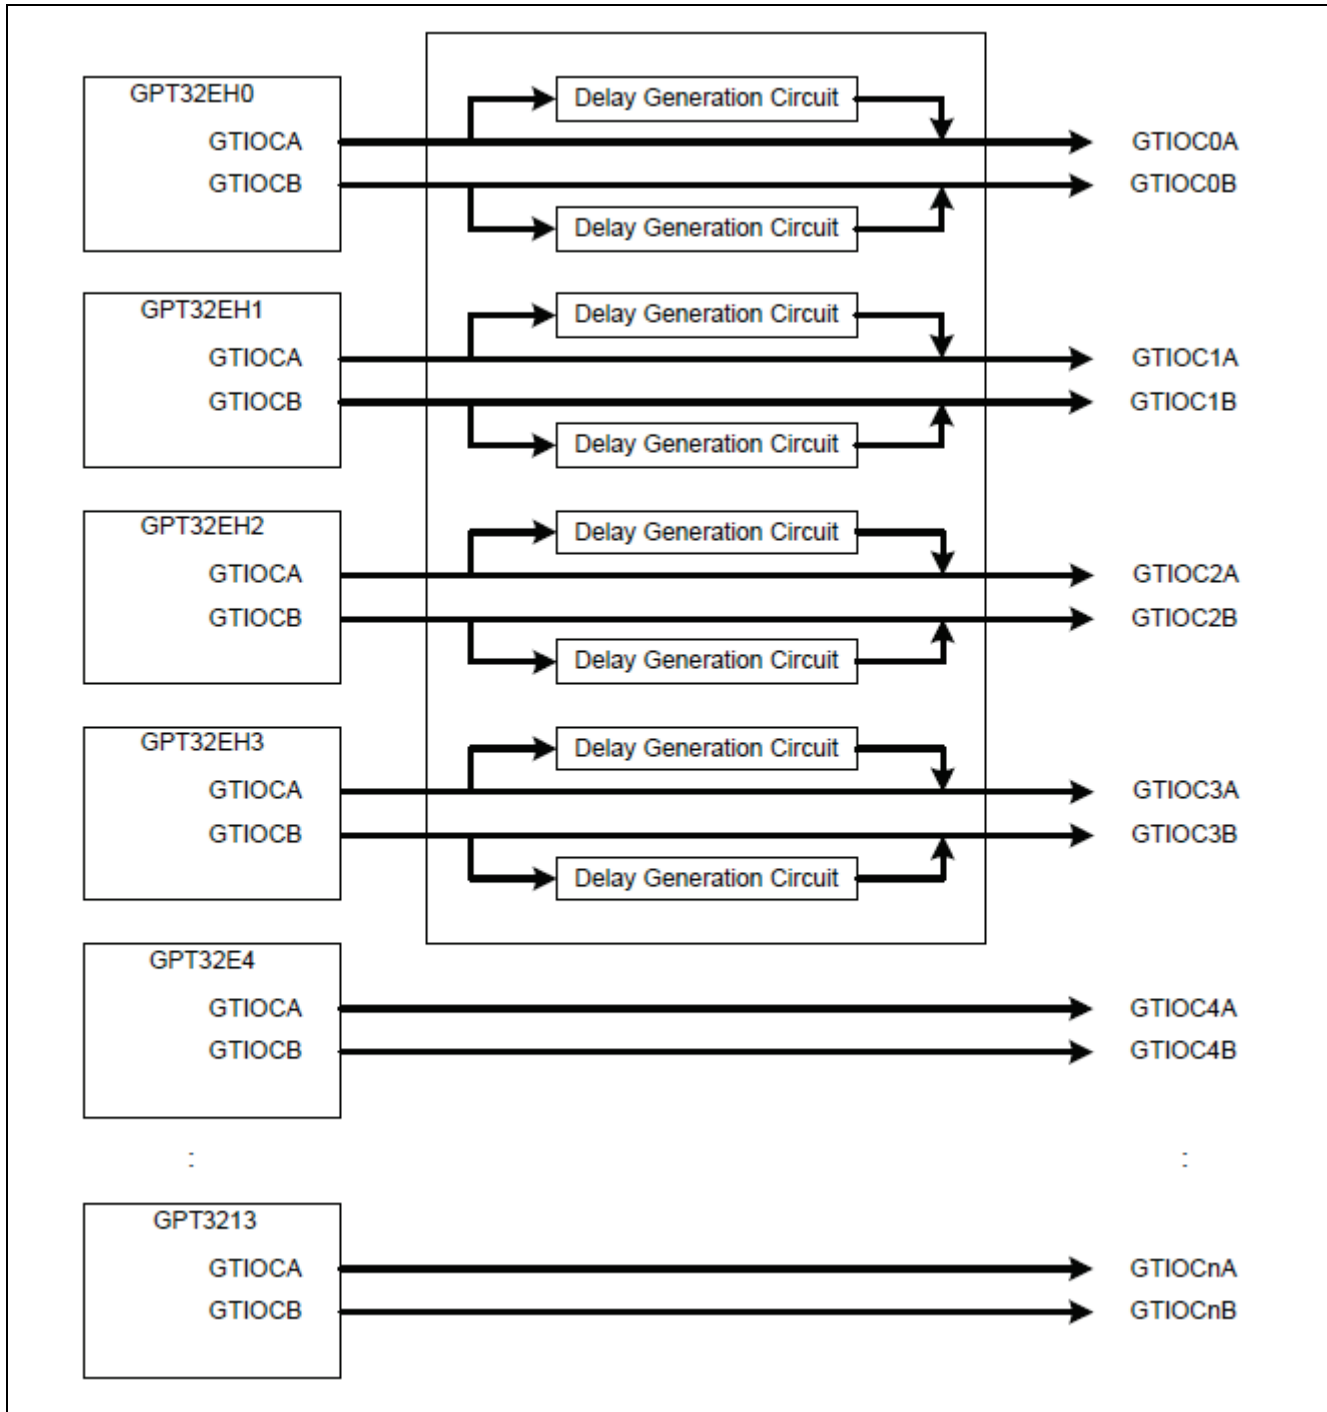 GPT32EH0
Delay Generation Circuit
GTIOCA
GTIOC0A
GTIOCB
GTIOC0B
Delay Generation Circuit
GPT32EH1
Delay Generation Circuit
GTIOCA
GTIOC1A
GTIOCB
GTIOC1B
Delay Generation Circuit
GPT32EH2
Delay Generation Circuit
GTIOCA
GTIOC2A
GTIOCB
GTIOC2B
Delay Generation Circuit
GPT32EH3
Delay Generation Circuit
GTIOCA
GTIOC3A
GTIOCB
GTIOC3B
Delay Generation Circuit
GPT32E4
GTIOCA
GTIOC4A
GTIOCB
GTIOC4B
:
:
GPT3213
GTIOCA
GTIOCnA
GTIOCB
GTIOCnB